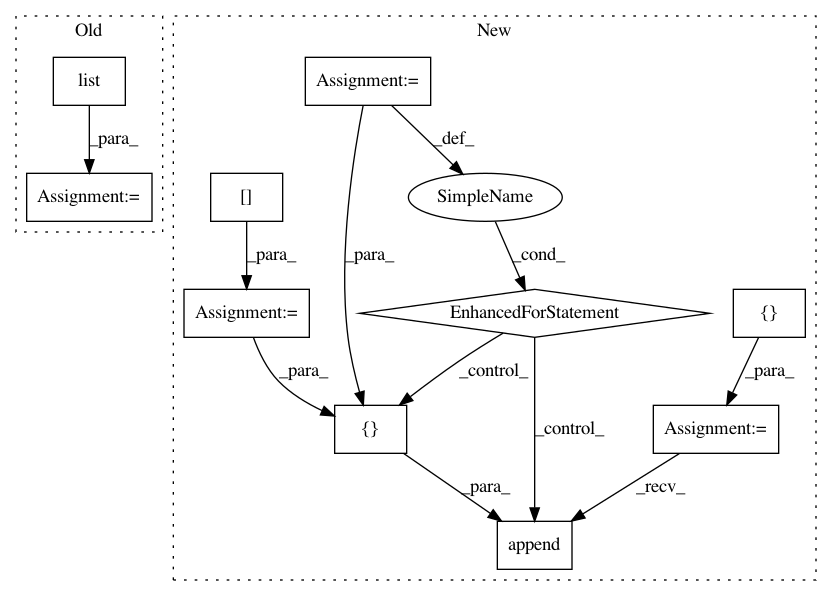 Old
New
list
Assignment:=
_para_
_def_
Assignment:=
[]
SimpleName
_para_
_para_
_cond_
Assignment:=
EnhancedForStatement
{}
_para_
_control_
_control_
_para_
{}
Assignment:=
_para_
_recv_
append